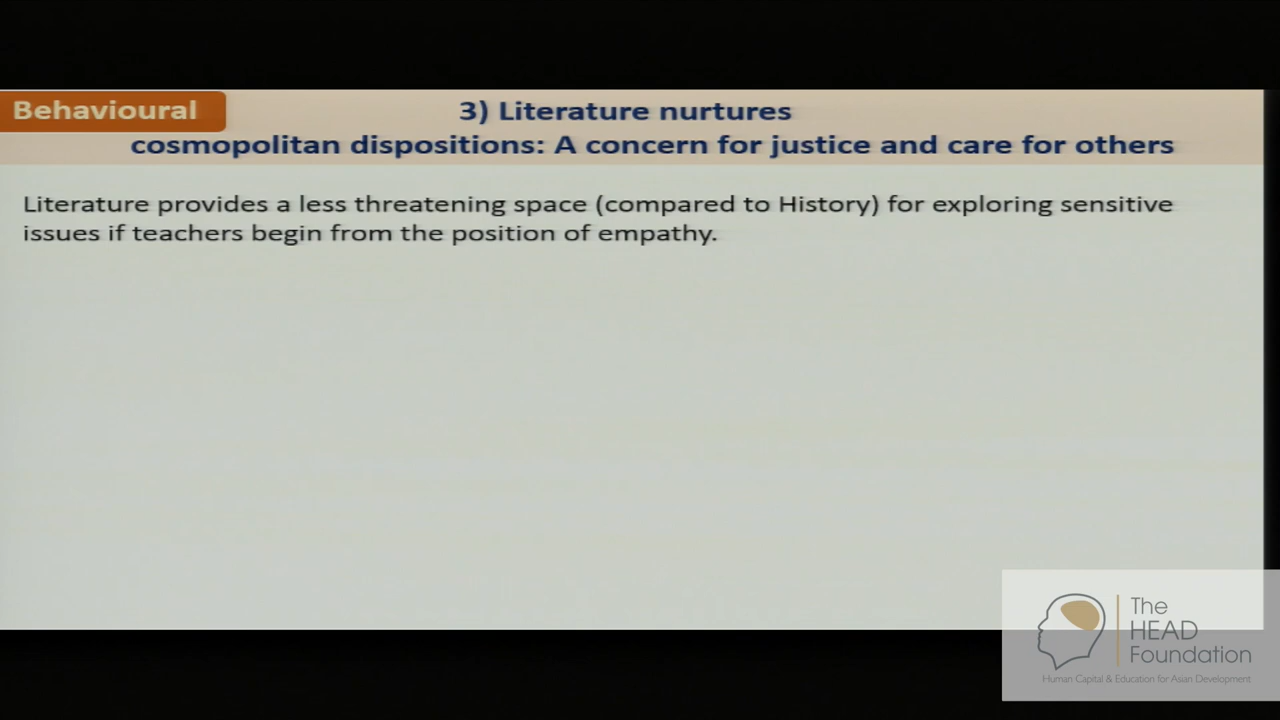 Behavioural
3) Literature nurtures
cosmopolitan dispositions: A concern for justice and care for others
Literature provides a less threatening space (compared to History) for exploring sensitive
issues if teachers begin from the position of empathy.
The
HEAD
Foundation
Human Capital & Education for Asian Development